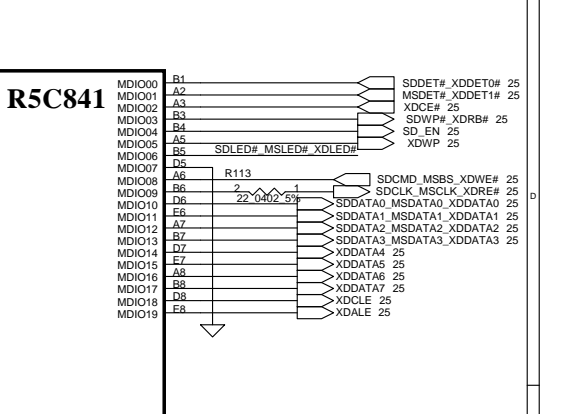 R5C841
MDIO00 B1 SDDET#_XDDET0# 25
MDIO01 A2 MSDET#_XDDET1# 25
MDIO02 A3 XDCE# 25
MDIO03 B3 SDWP#_XDRB# 25
MDIO04 B4 SD_EN 25
MDIO05 A5 XDWP 25
MDIO06 B5 SDLED#_MSLED#_XDLED#
MDIO07 D5
R113
MDIO08 A6 SDCMD_MSBS_XDWE# 25
MDIO09 B6 2 1 SDCLK_MSCLK_XDRE# 25
22_0402_5%
MDIO10 D6 SDDATA0_MSDATA0_XDDATA0 25
MDIO11 E6 SDDATA1_MSDATA1_XDDATA1 25
MDIO12 A7 SDDATA2_MSDATA2_XDDATA2 25
MDIO13 B7 SDDATA3_MSDATA3_XDDATA3 25
MDIO14 D7 XDDATA4 25
MDIO15 E7 XDDATA5 25
MDIO16 A8 XDDATA6 25
MDIO17 B8 XDDATA7 25
MDIO18 D8 XDCLE 25
MDIO19 E8 XDALE 25
D